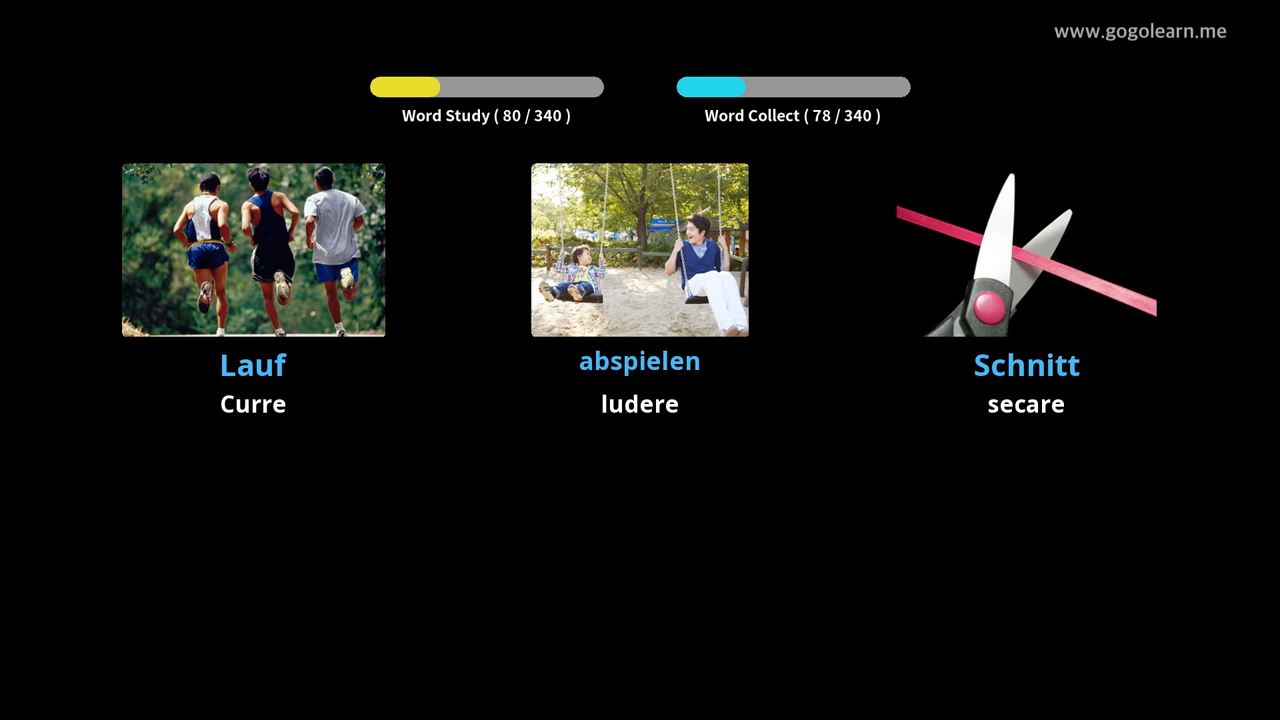 www.gogolearn.me
Word Study ( 80 / 340 )
Word Collect ( 78 / 340 )
Lauf
Curre
abspielen
ludere
Schnitt
secare